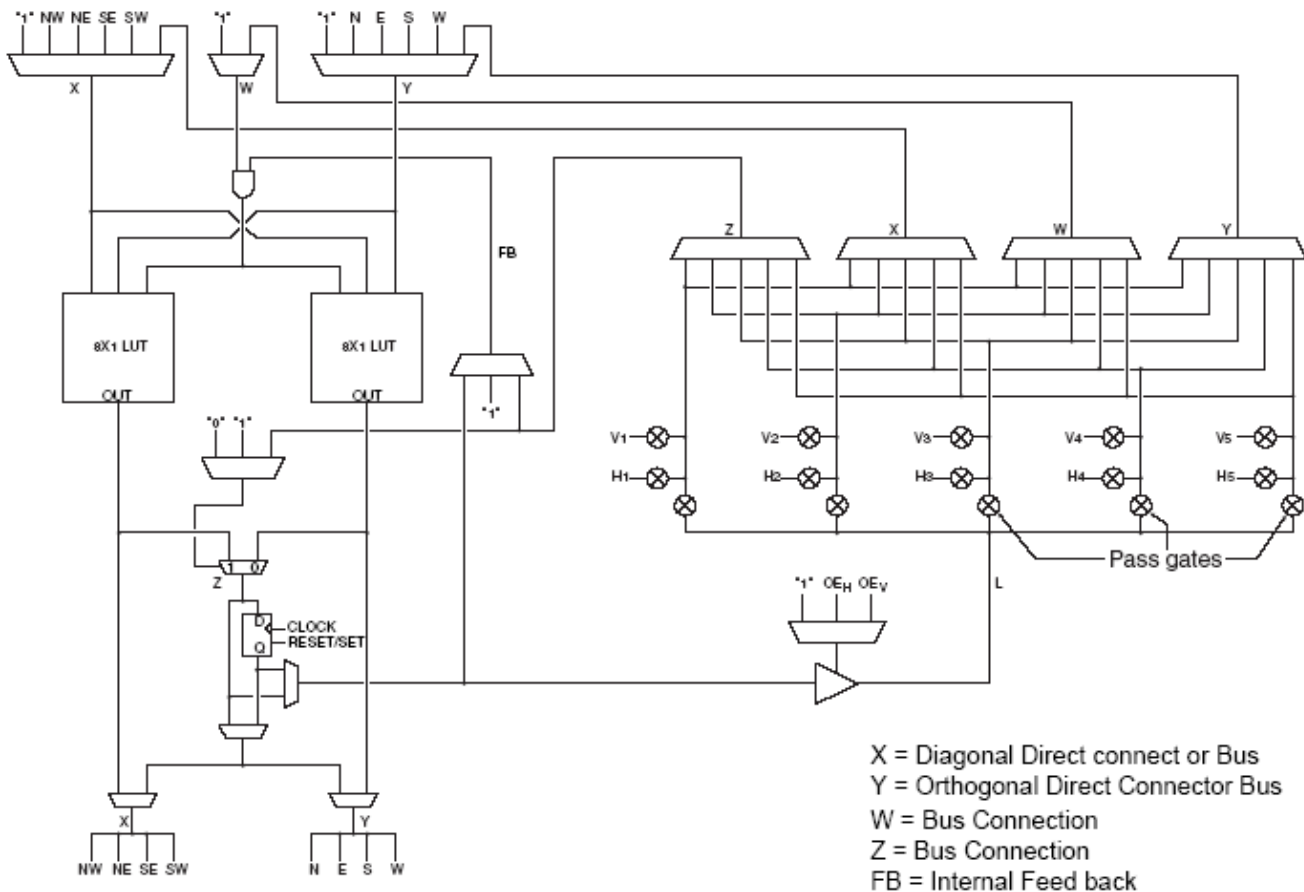 "1" NW NE SE SW "1" "1" N E S W
X W Y
FB
Z X W Y
8X1 LUT 8X1 LUT
OUT OUT
"1"
"0" "1"
V1 V2 V3 V4 V5
H1 H2 H3 H4 H5
Pass gates
1 0
Z
"1" OEH OEV L
D
CLOCK
RESET/SET
Q
X = Diagonal Direct connect or Bus
Y = Orthogonal Direct Connector Bus
W = Bus Connection
Z = Bus Connection
FB = Internal Feed back
X Y
NW NE SE SW N E S W